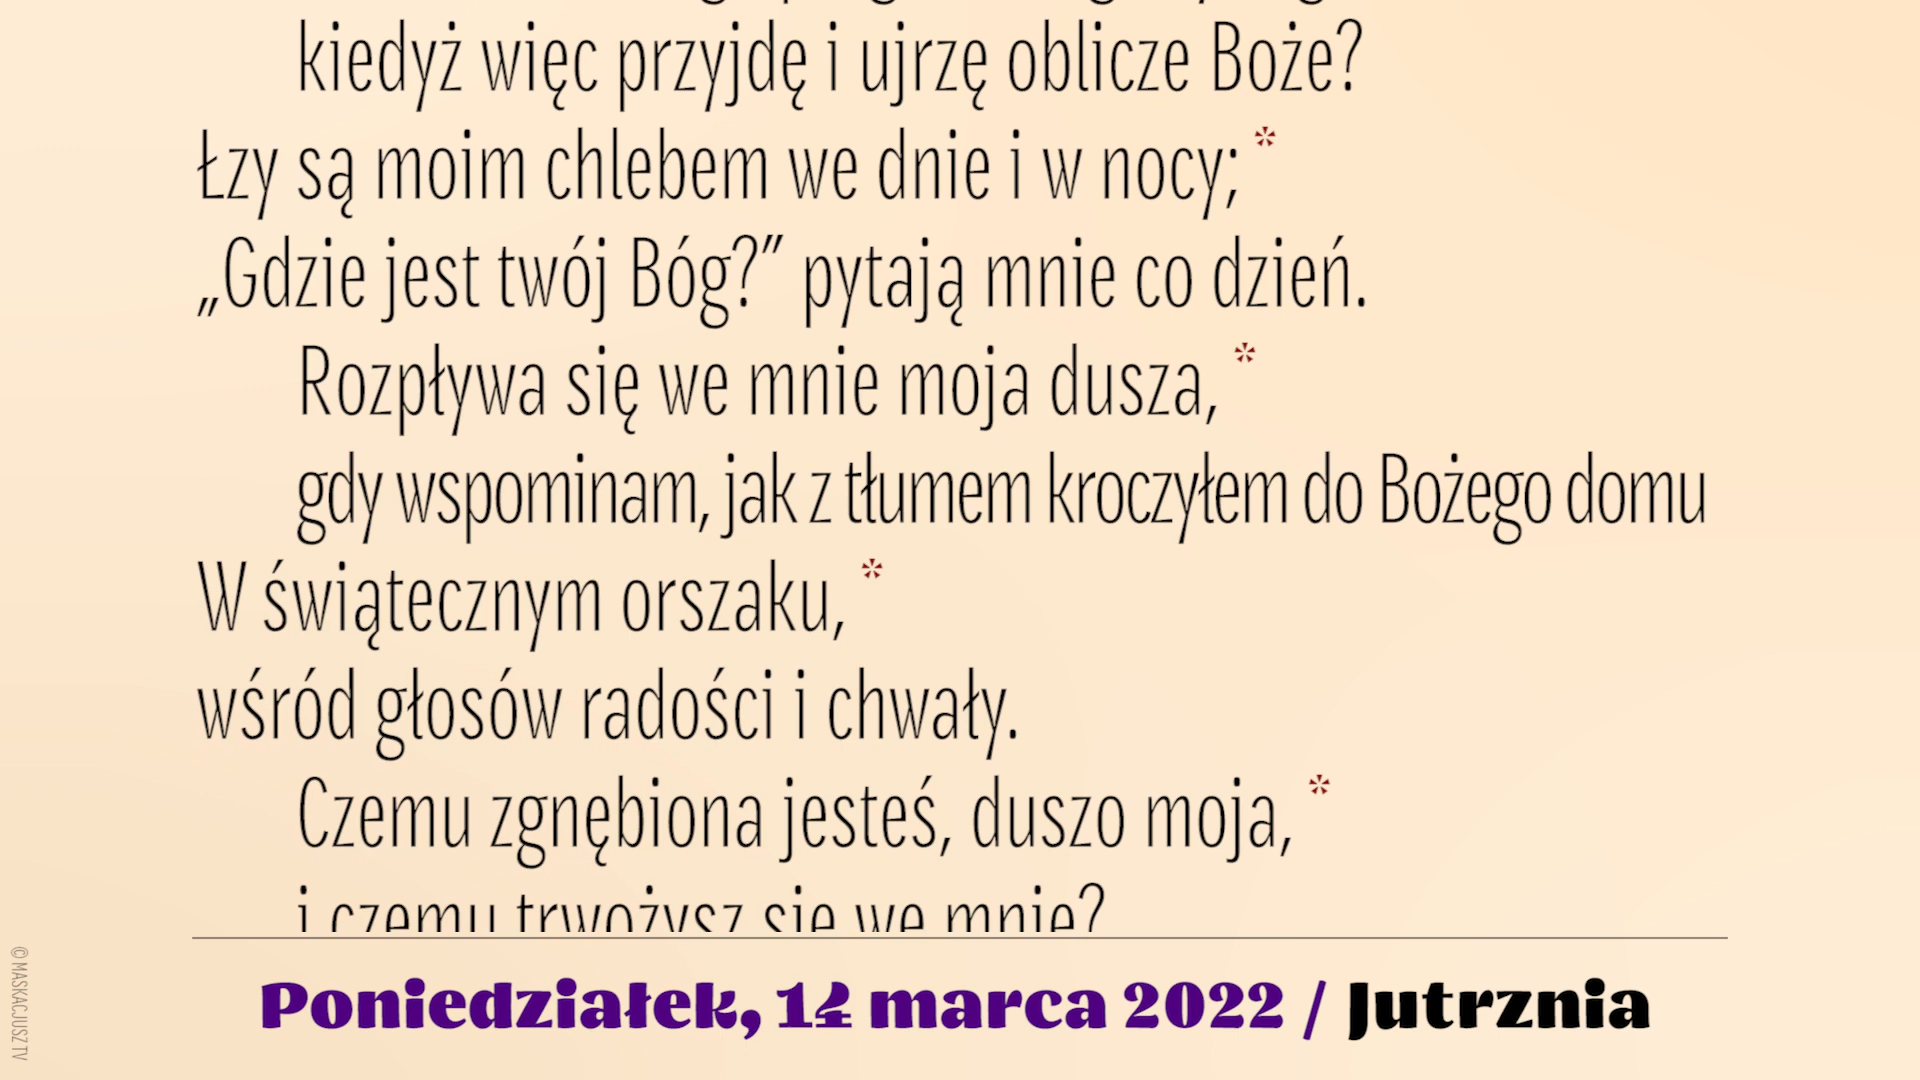 kiedyż więc przyjdę i ujrzę oblicze Boże?
Łzy są moim chlebem we dnie i w nocy; *
„Gdzie jest twój Bóg?” pytają mnie co dzień.
Rozpływa się we mnie moja dusza, *
gdy wspominam, jak z tłumem kroczyłem do Bożego domu
W świątecznym orszaku, *
wśród głosów radości i chwały.
Czemu zgnębiona jesteś, duszo moja, *
i czemu trwożysz się we mnie?
Poniedziałek, 14 marca 2022 / Jutrznia
© MASKACJUSZ TV